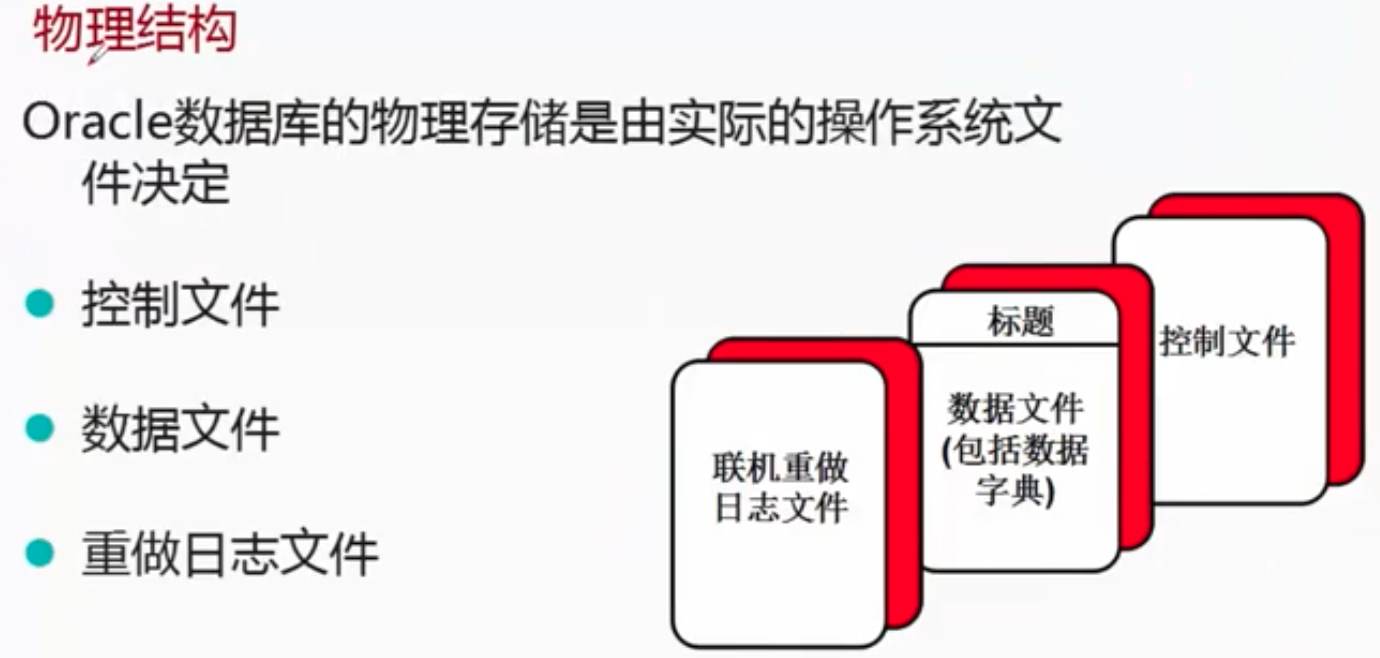 物理结构
Oracle数据库的物理存储是由实际的操作系统文
件决定
控制文件
数据文件
重做日志文件
联机重做
日志文件
标题
数据文件
(包括数据
字典)
控制文件